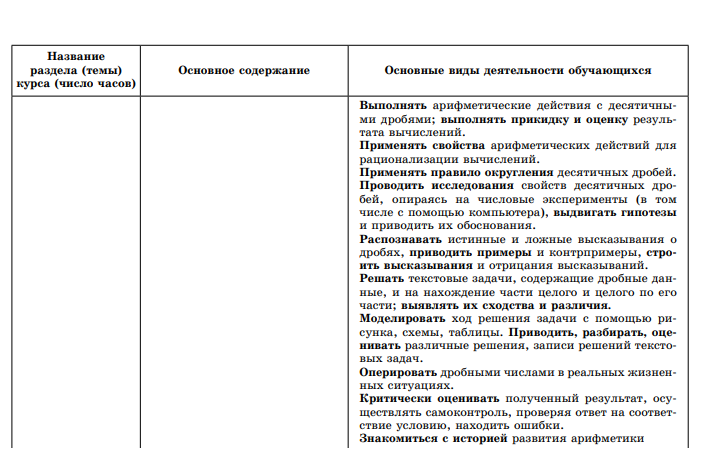 Название
раздела (темы)
курса (число часов)
Основное содержание
Основные виды деятельности обучающихся
Выполнять арифметические действия с десятичны-
ми дробями; выполнять прикидку и оценку резуль-
тата вычислений.
Применять свойства арифметических действий для
рационализации вычислений.
Применять правило округления десятичных дробей.
Проводить исследования свойств десятичных дро-
бей, опираясь на числовые эксперименты (в том
числе с помощью компьютера), выдвигать гипотезы
и приводить их обоснования.
Распознавать истинные и ложные высказывания о
дробях, приводить примеры и контрпримеры, стро-
ить высказывания и отрицания высказываний.
Решать текстовые задачи, содержащие дробные дан-
ные, и на нахождение части целого и целого по его
части; выявлять их сходства и различия.
Моделировать ход решения задачи с помощью ри-
сунка, схемы, таблицы. Приводить, разбирать, оце-
нивать различные решения, записи решений тексто-
вых задач.
Оперировать дробными числами в реальных жизнен-
ных ситуациях.
Критически оценивать полученный результат, осу-
ществлять самоконтроль, проверяя ответ на соответ-
ствие условию, находить ошибки.
Знакомиться с историей развития арифметики